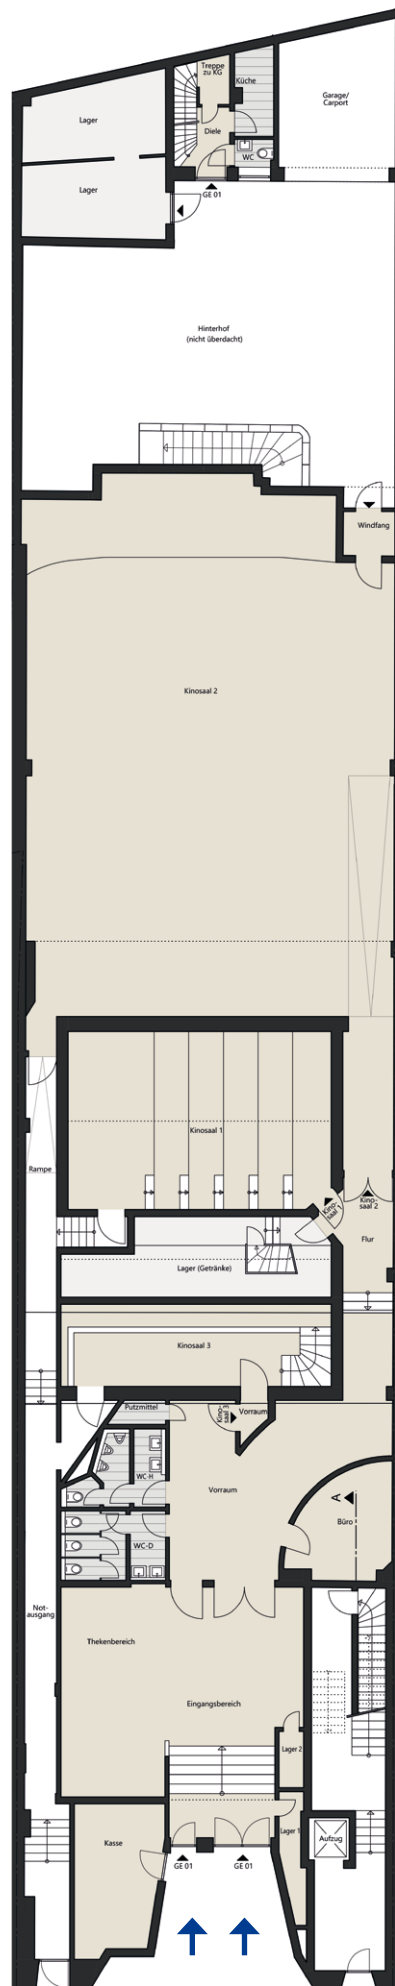 Treppe
zu KG
Küche
Garage/
Carport
Lager
Diele
WC
Lager
GE 01
Hinterhof
(nicht überdacht)
Windfang
Kinosaal 2
Kinosaal 1
Rampe
Kino-
saal 1
Kino-
saal 2
Flur
Lager (Getränke)
Kinosaal 3
Putzmittel
Kino-
saal 3
Vorraum
WC-H
Vorraum
A
Büro
WC-D
Not-
ausgang
Thekenbereich
Eingangsbereich
Lager 2
Lager 1
Kasse
Aufzug
GE 01
GE 01